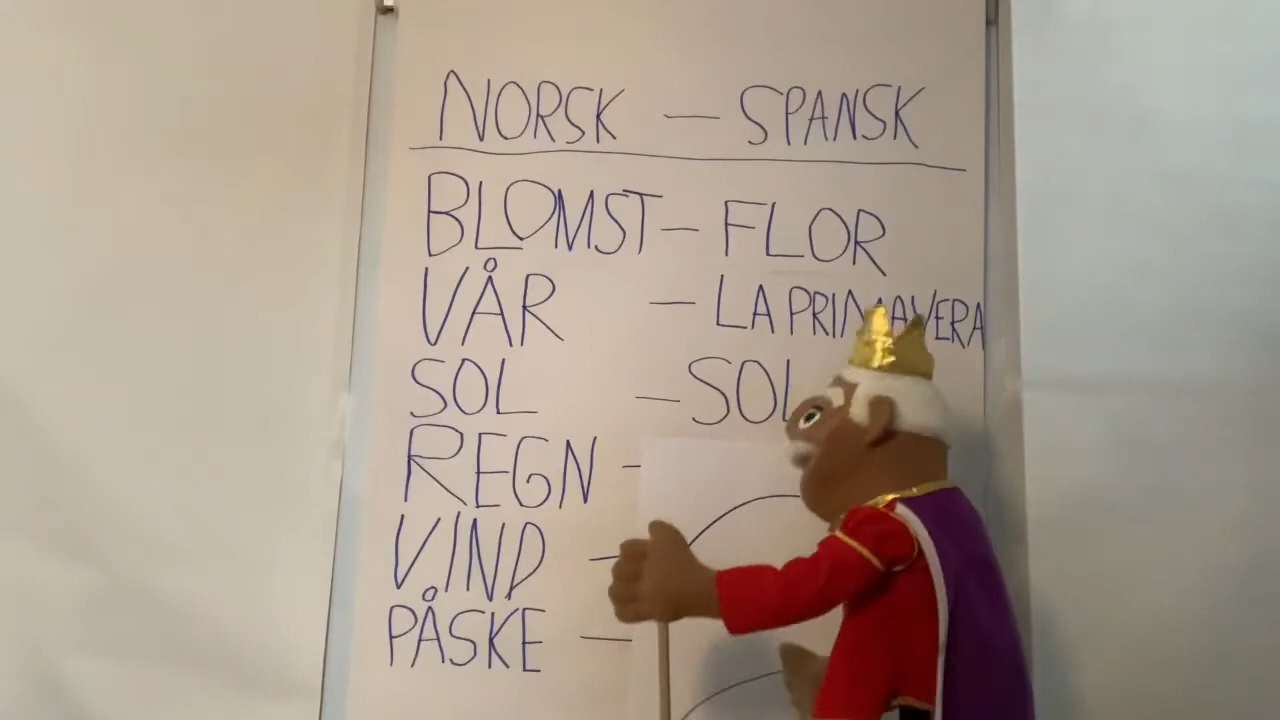 NORSK — SPANSK
BLOMST — FLOR
VÅR — LA PRIMAVERA
SOL — SOL
REGN -
VIND -
PÅSKE —